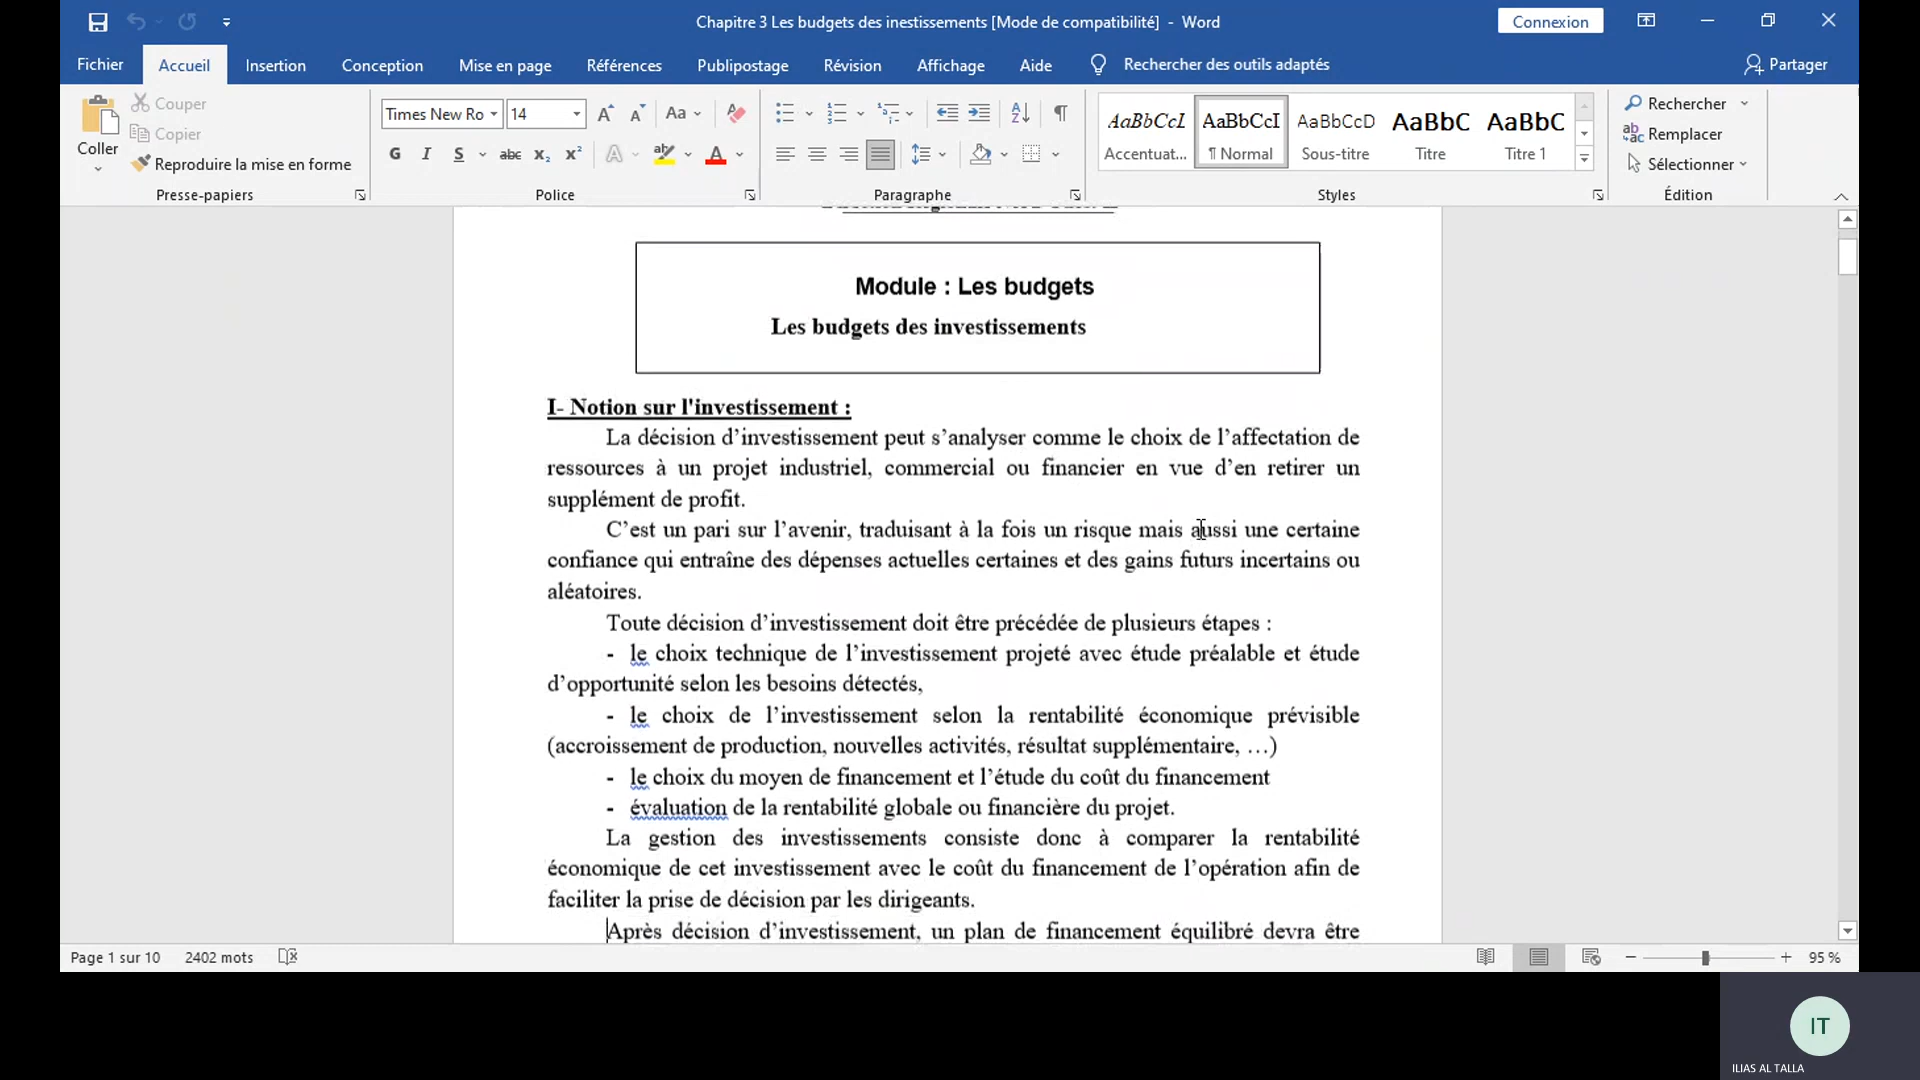 Chapitre 3 Les budgets des inestissements [Mode de compatibilité] - Word
Connexion
Fichier
Accueil
Insertion
Conception
Mise en page
Références
Publipostage
Révision
Affichage
Aide
Rechercher des outils adaptés
Partager
Coller
Couper
Copier
Reproduire la mise en forme
Presse-papiers
Times New Ro
14
Aa
G I S abc x₂ x² A A
Police
Paragraphe
AaBbCcI AaBbCcI AaBbCcD AaBbC AaBbC
Accentuat... ¶ Normal Sous-titre Titre Titre 1
Styles
Rechercher
Remplacer
Sélectionner
Édition
Module : Les budgets
Les budgets des investissements
I- Notion sur l'investissement :
La décision d’investissement peut s’analyser comme le choix de l’affectation de
ressources à un projet industriel, commercial ou financier en vue d’en retirer un
supplément de profit.
C’est un pari sur l’avenir, traduisant à la fois un risque mais aussi une certaine
confiance qui entraîne des dépenses actuelles certaines et des gains futurs incertains ou
aléatoires.
Toute décision d’investissement doit être précédée de plusieurs étapes :
- le choix technique de l’investissement projeté avec étude préalable et étude
d’opportunité selon les besoins détectés,
- le choix de l’investissement selon la rentabilité économique prévisible
(accroissement de production, nouvelles activités, résultat supplémentaire, …)
- le choix du moyen de financement et l’étude du coût du financement
- évaluation de la rentabilité globale ou financière du projet.
La gestion des investissements consiste donc à comparer la rentabilité
économique de cet investissement avec le coût du financement de l’opération afin de
faciliter la prise de décision par les dirigeants.
Après décision d’investissement, un plan de financement équilibré devra être
Page 1 sur 10
2402 mots
95 %
IT
ILIAS AL TALLA